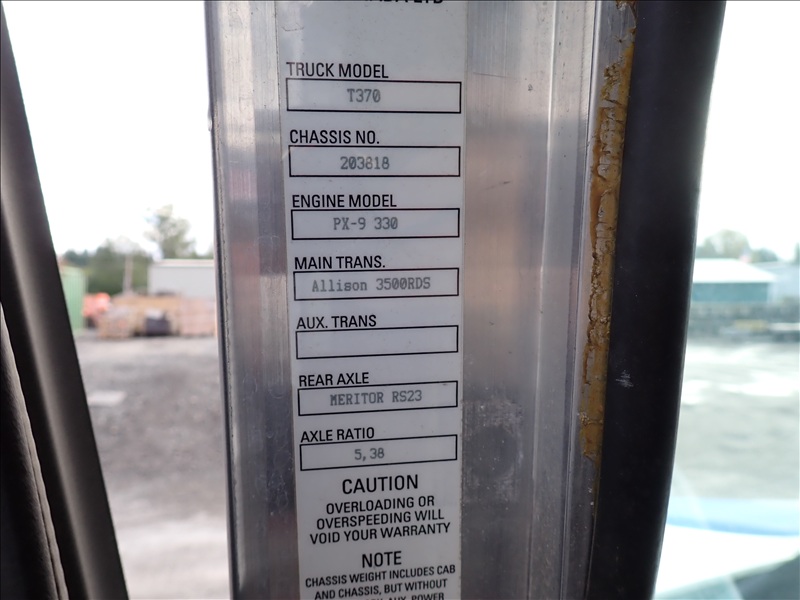 TRUCK MODEL
T370
CHASSIS NO.
203818
ENGINE MODEL
PX-9 330
MAIN TRANS.
Allison 3500RDS
AUX. TRANS
REAR AXLE
MERITOR RS23
AXLE RATIO
5,38
CAUTION
OVERLOADING OR
OVERSPEEDING WILL
VOID YOUR WARRANTY
NOTE
CHASSIS WEIGHT INCLUDES CAB
AND CHASSIS, BUT WITHOUT
AUX. POWER